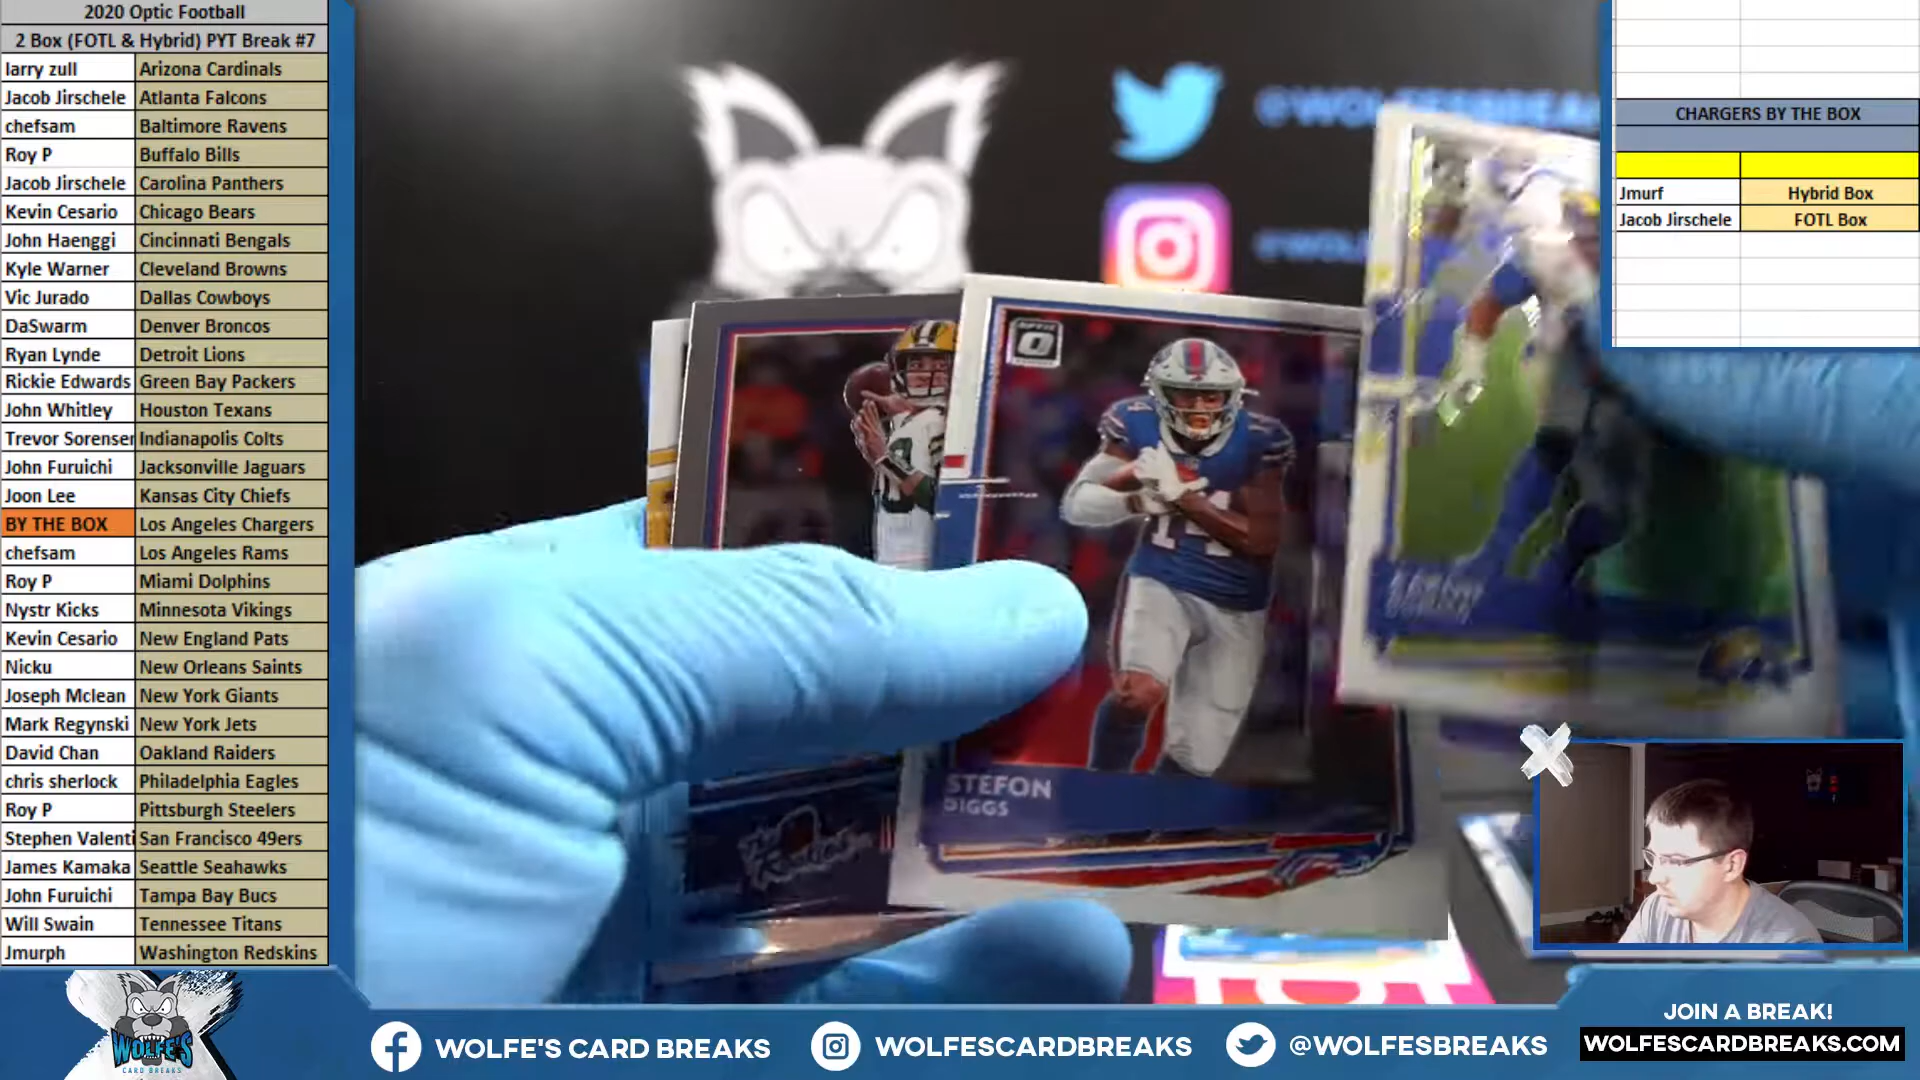 2020 Optic Football
2 Box (FOTL & Hybrid) PYT Break #7
larry zull Arizona Cardinals
Jacob Jirschele Atlanta Falcons
chefsam Baltimore Ravens
Roy P Buffalo Bills
Jacob Jirschele Carolina Panthers
Kevin Cesario Chicago Bears
John Haenggi Cincinnati Bengals
Kyle Warner Cleveland Browns
Vic Jurado Dallas Cowboys
DaSwarm Denver Broncos
Ryan Lynde Detroit Lions
Rickie Edwards Green Bay Packers
John Whitley Houston Texans
Trevor Sorenser Indianapolis Colts
John Furuichi Jacksonville Jaguars
Joon Lee Kansas City Chiefs
BY THE BOX Los Angeles Chargers
chefsam Los Angeles Rams
Roy P Miami Dolphins
Nystr Kicks Minnesota Vikings
Kevin Cesario New England Pats
Nicku New Orleans Saints
Joseph Mclean New York Giants
Mark Regynski New York Jets
David Chan Oakland Raiders
chris sherlock Philadelphia Eagles
Roy P Pittsburgh Steelers
Stephen Valenti San Francisco 49ers
James Kamaka Seattle Seahawks
John Furuichi Tampa Bay Bucs
Will Swain Tennessee Titans
Jmurph Washington Redskins
CHARGERS BY THE BOX
Jmurf Hybrid Box
Jacob Jirschele FOTL Box
@WOLFESBREAK
@WOL
OPTIC
14
STEFON
DIGGS
WOLFE'S
CARD BREAKS
WOLFE'S CARD BREAKS
WOLFESCARDBREAKS
@WOLFESBREAKS
JOIN A BREAK!
WOLFESCARDBREAKS.COM